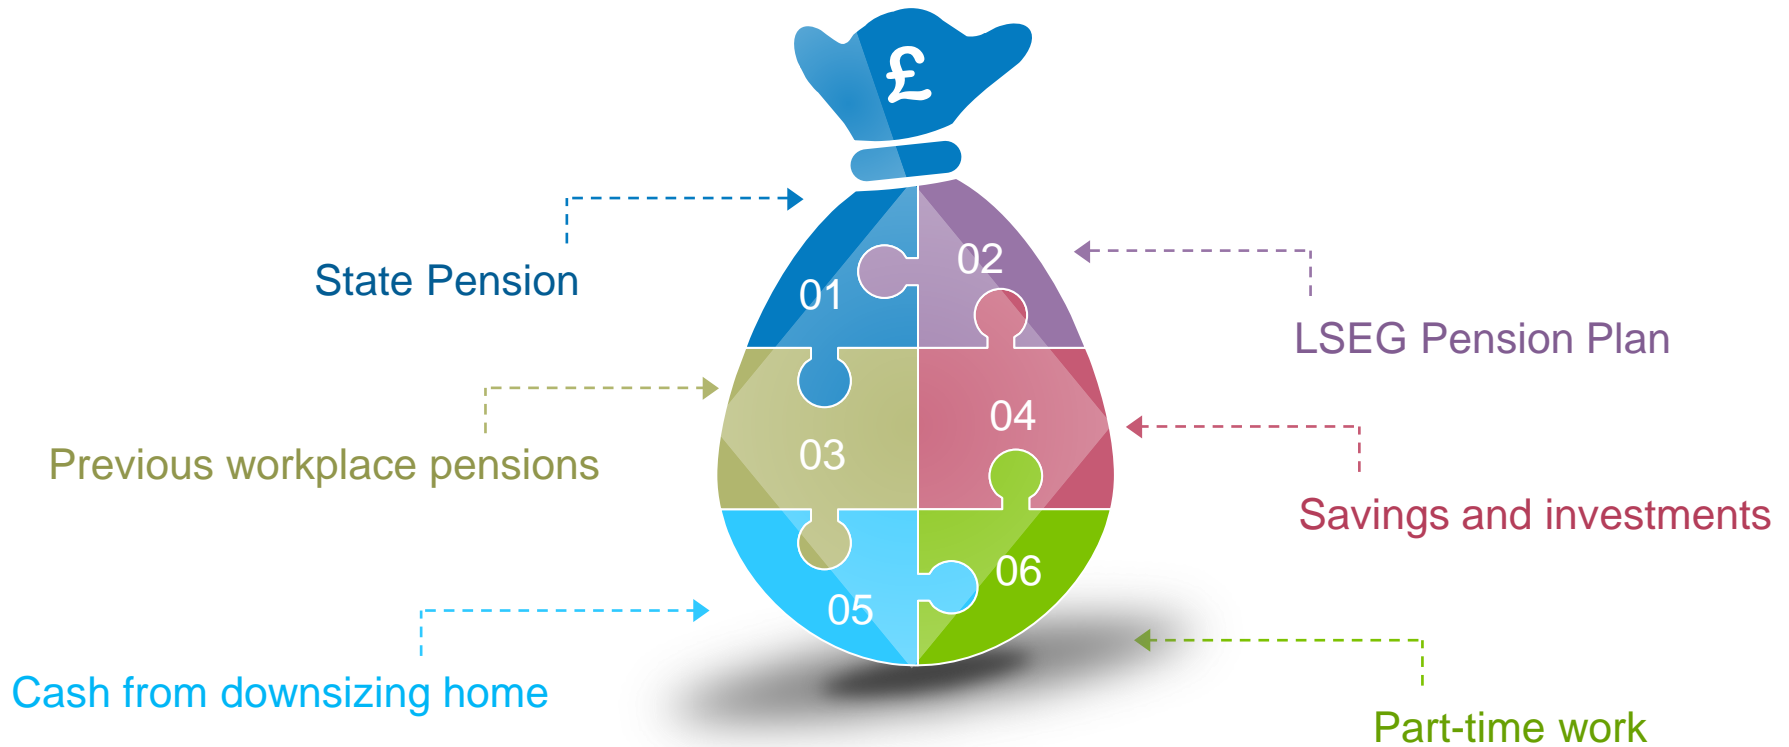 £
State Pension
01
02
LSEG Pension Plan
Previous workplace pensions
03
04
Savings and investments
Cash from downsizing home
05
06
Part-time work